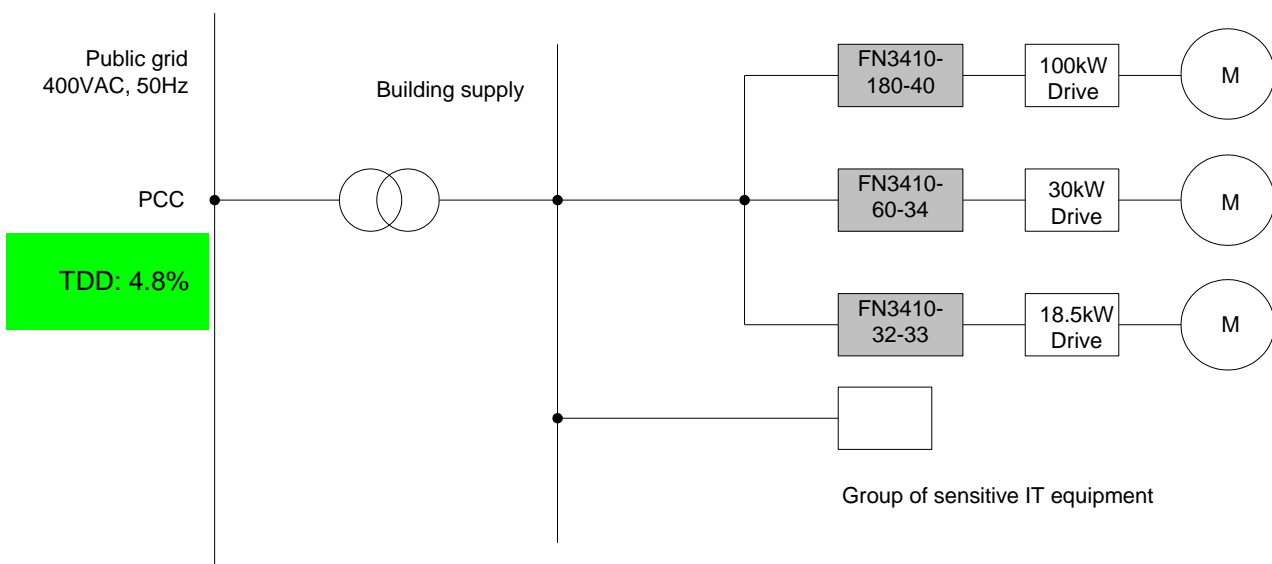 Public grid
400VAC, 50Hz
Building supply
PCC
TDD: 4.8%
FN3410-
180-40
100kW
Drive
M
FN3410-
60-34
30kW
Drive
M
FN3410-
32-33
18.5kW
Drive
M
Group of sensitive IT equipment